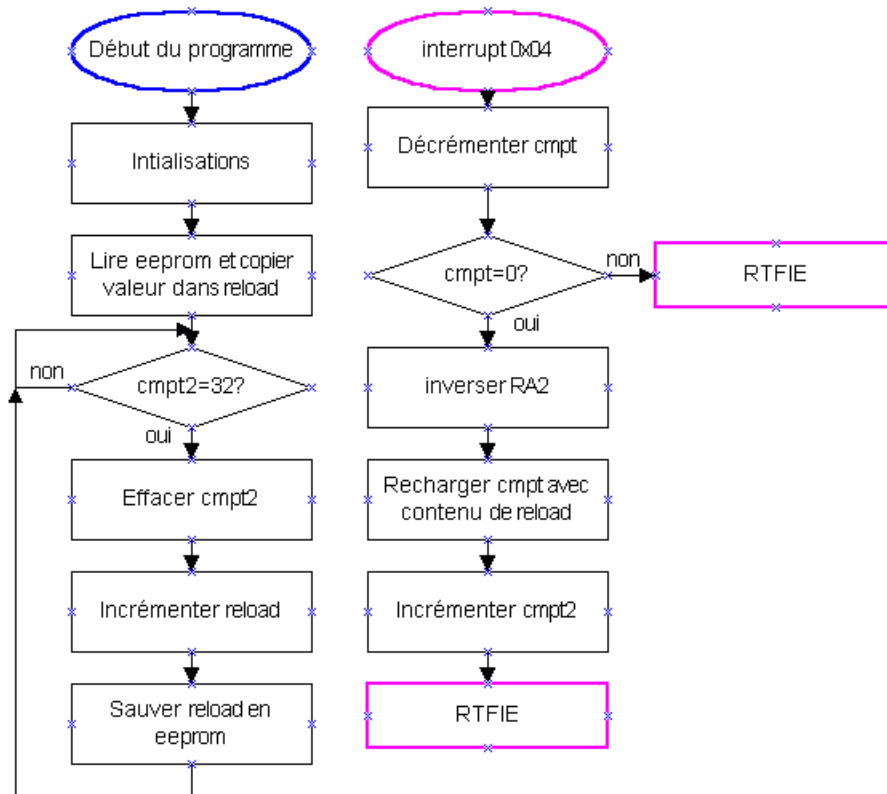 Début du programme
Intialisations
Lire eeprom et copier
valeur dans reload
non
cmpt2=32?
oui
Effacer cmpt2
Incrémenter reload
Sauver reload en
eeprom
interrupt 0x04
Décrémenter cmpt
cmpt=0?
non
RTFIE
oui
inverser RA2
Recharger cmpt avec
contenu de reload
Incrémenter cmpt2
RTFIE